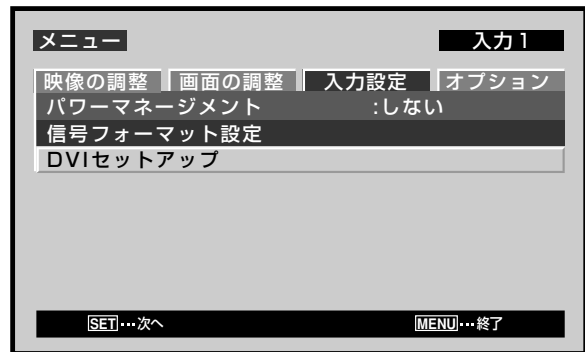 メニュー 入力1
映像の調整 画面の調整 入力設定 オプション
パワーマネージメント :しない
信号フォーマット設定
DVIセットアップ
SET…次へ MENU…終了